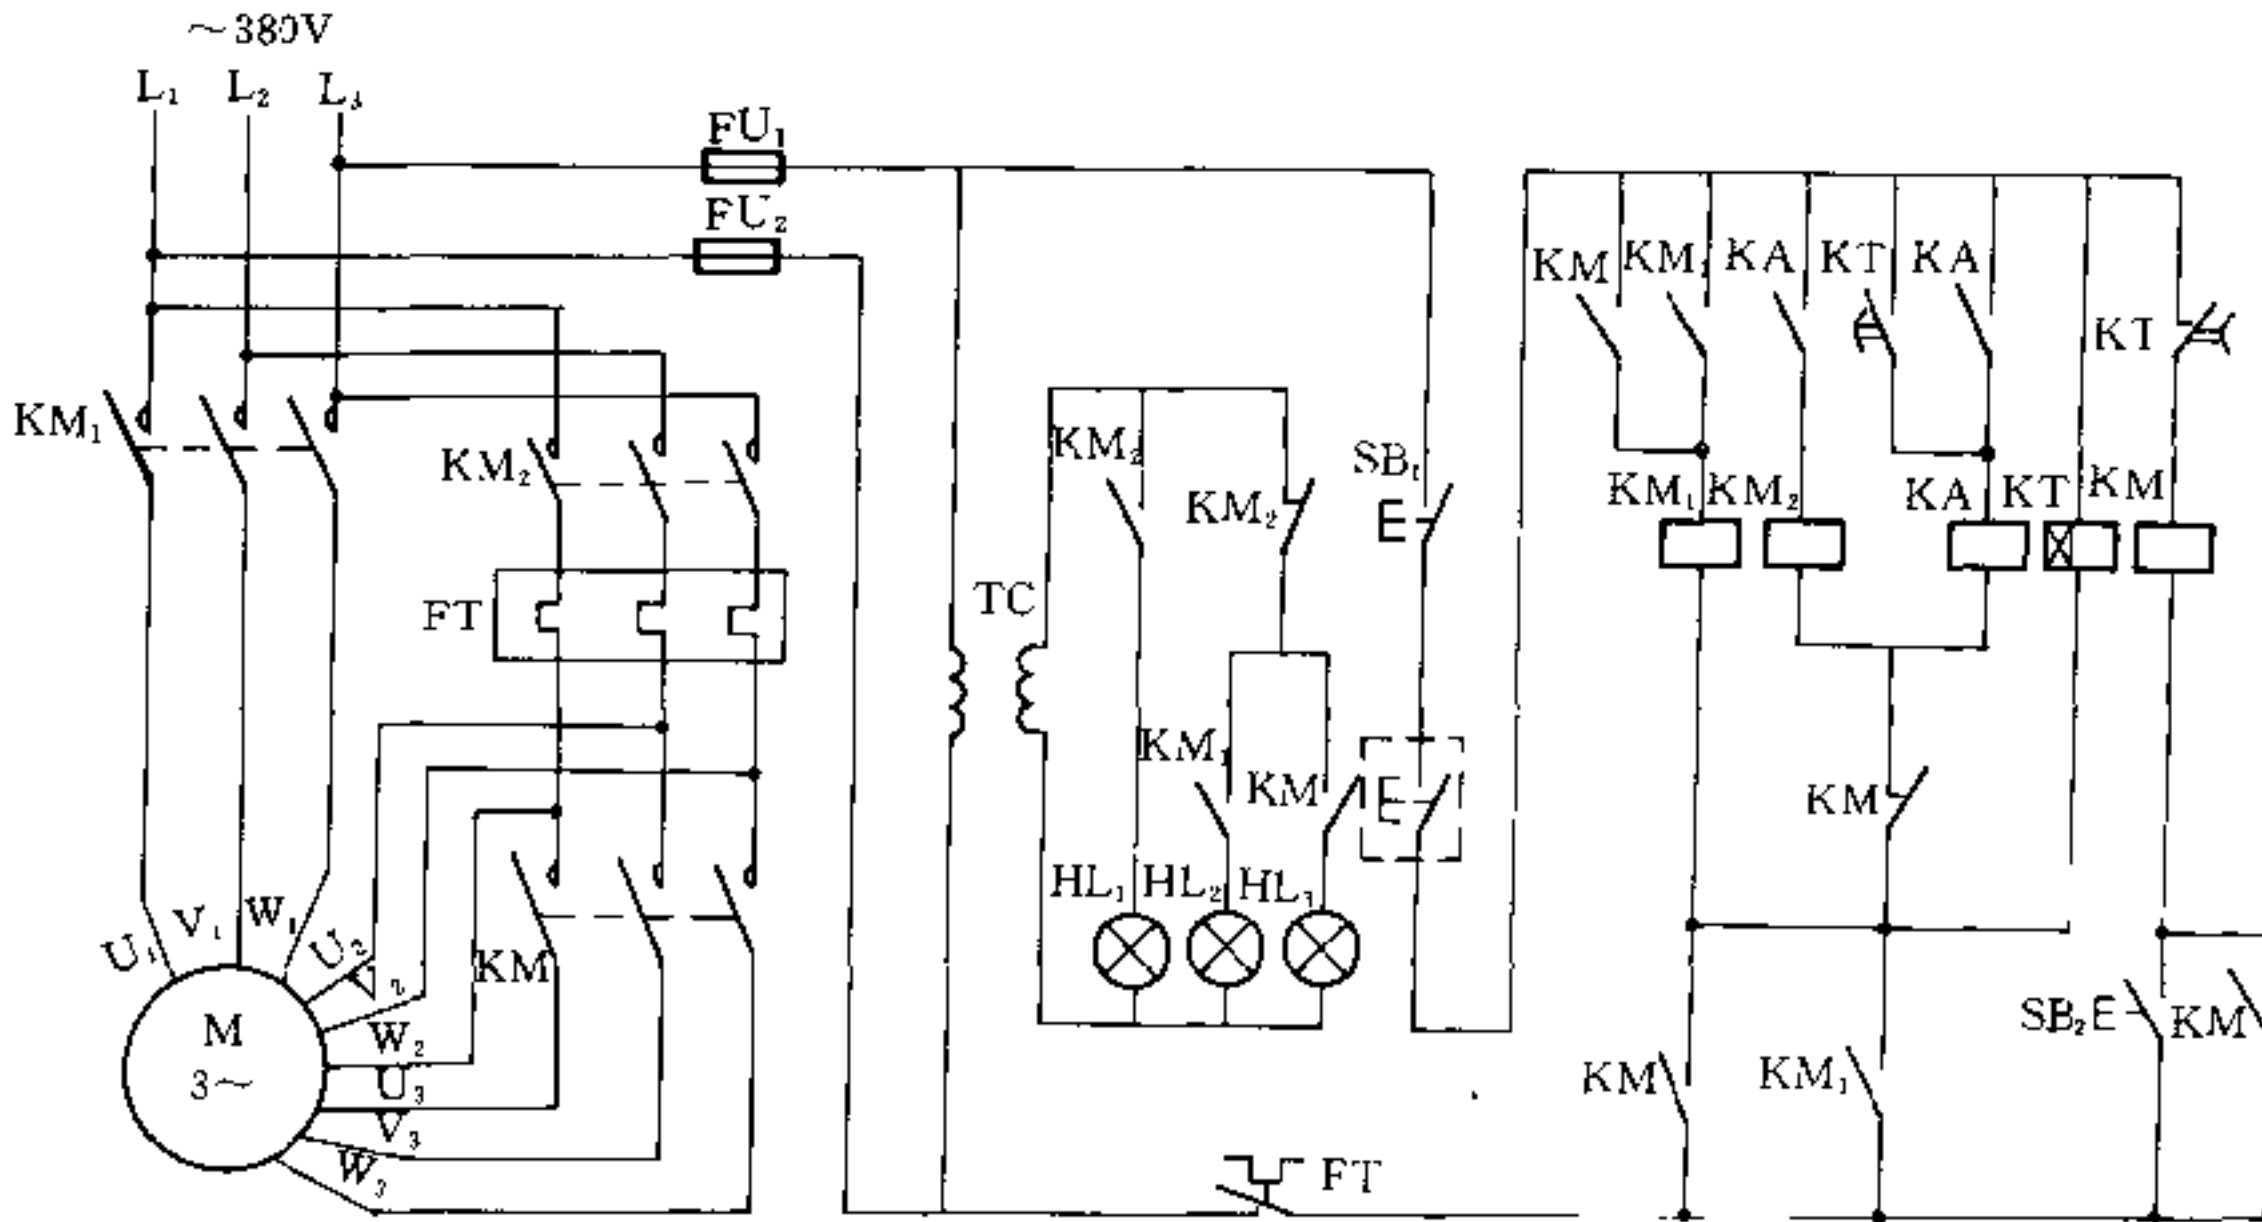 ～380V
L₁ L₂ L₃
FU₁
FU₂
KM KM₁ KA KT KA
KT
KM₁
KM₂
KM₂
KM₂
SB₁
KM₁ KM₂ KA KT KM
FT
TC
KM₁
KM
KM
HL₁ HL₂ HL₃
U₁ V₁ W₁ U₂ V₂
KM
M
3～
W₂
U₃
V₃
W₃
SB₂ KM
KM KM₁
FT